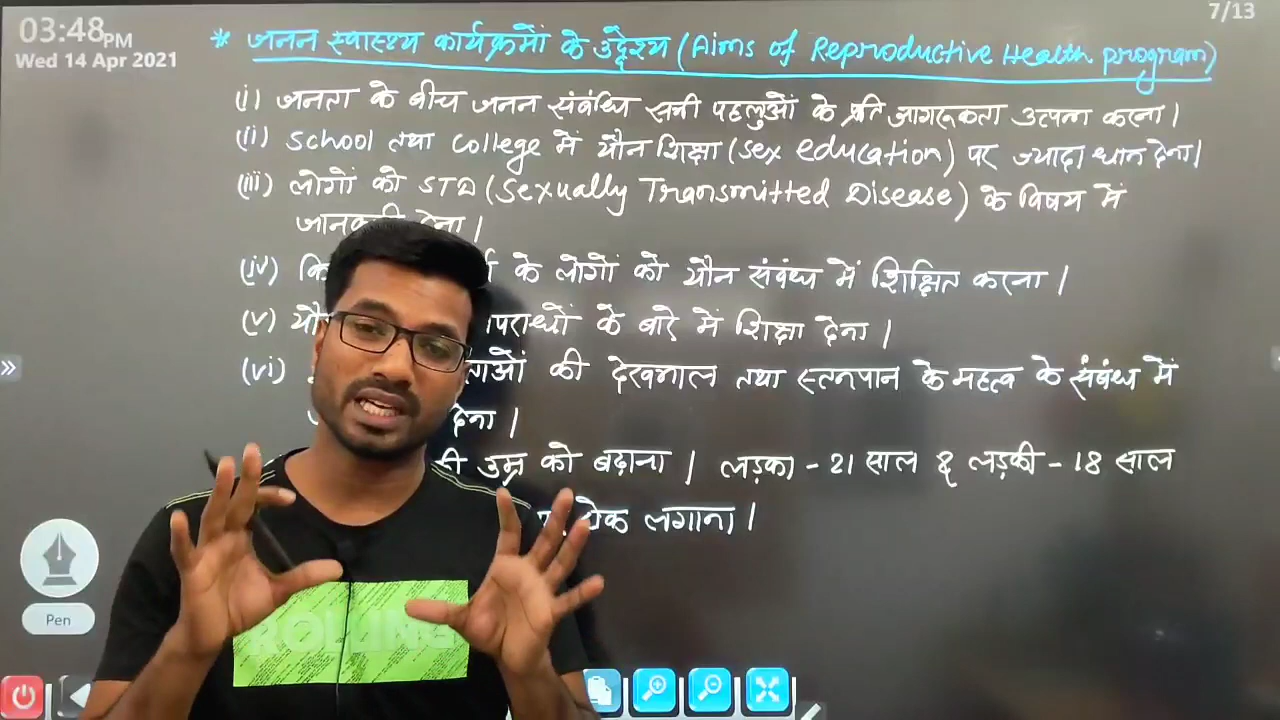 03:48PM
Wed 14 Apr 2021
7/13
* जनन स्वास्थ्य कार्यक्रमों के उद्देश्य (Aims of Reproductive Health program)
(i) जनता के बीच जनन संबंधि सभी पहलुओं के प्रति जागरूकता उत्पन्न करना।
(ii) School तथा College में यौन शिक्षा (Sex education) पर ज्यादा ध्यान देना।
(iii) लोगों को STD (Sexually Transmitted Disease) के विषय में
जानकारी देना।
(iv) के लोगों को यौन संबंध में शिक्षित करना।
(v) के बारे में शिक्षा देना।
(vi) की देखभाल तथा स्तनपान के महत्व के संबंध में
देना।
उम्र को बढ़ाना। लड़का - 21 साल & लड़की - 18 साल
रोक लगाना।
ROLLING
Pen